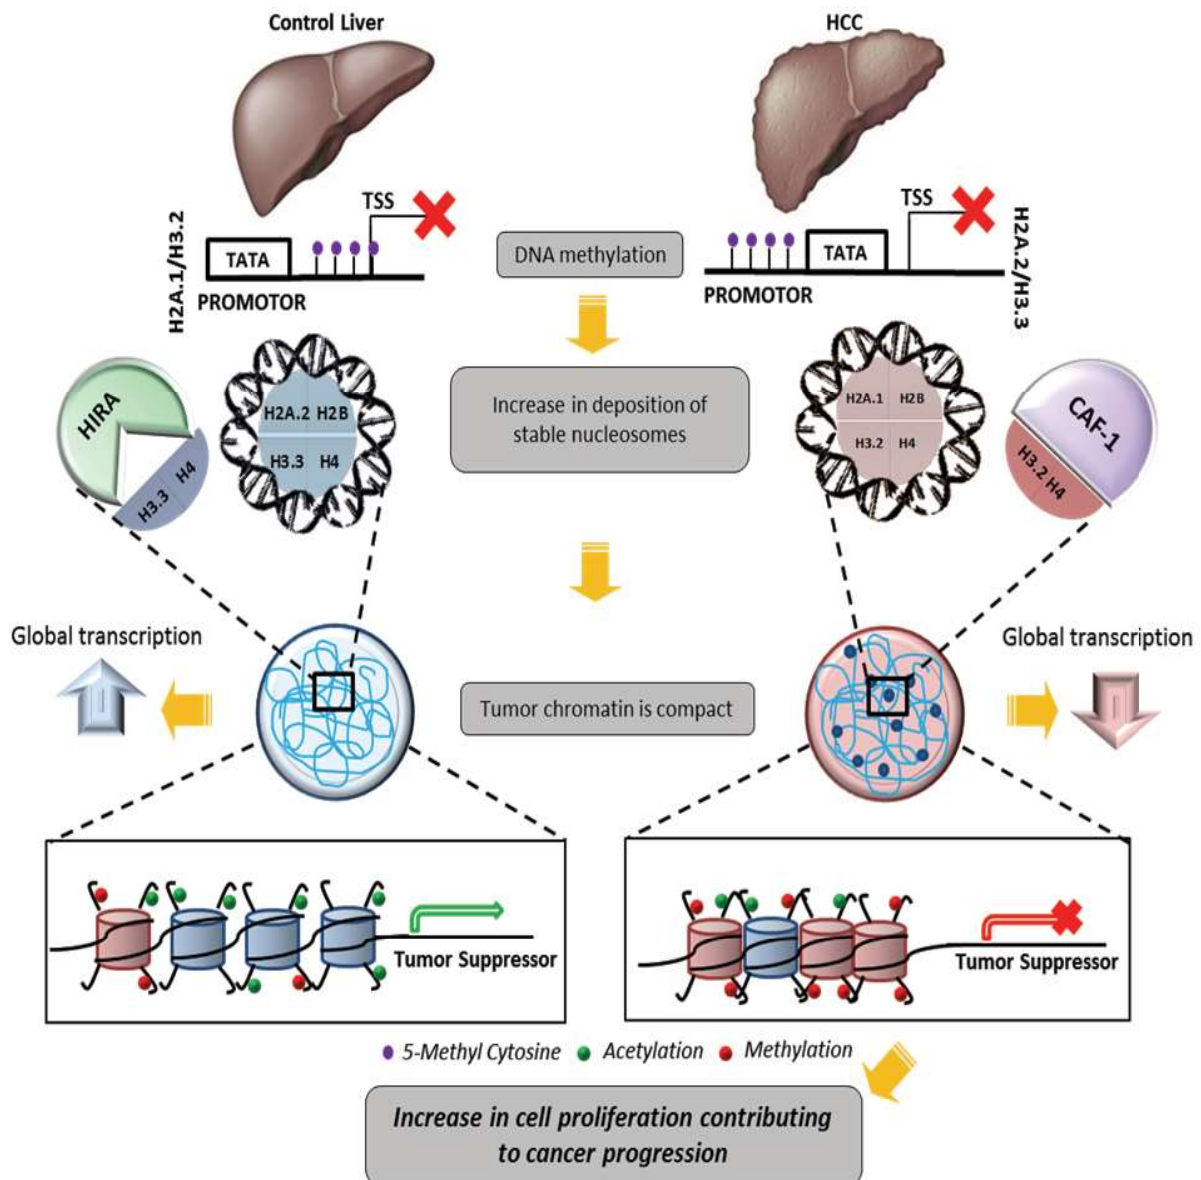 Control Liver
HCC
H2A.1/H3.2
TSS
TATA
PROMOTOR
DNA methylation
TSS
TATA
PROMOTOR
H2A.2/H3.3
HIRA
H3.3 H4
H2A.2 H2B
H3.3 H4
Increase in deposition of
stable nucleosomes
H2A.1 H2B
H3.2 H4
CAF-1
H3.2 H4
Global transcription
Tumor chromatin is compact
Global transcription
Tumor Suppressor
Tumor Suppressor
5-Methyl Cytosine Acetylation Methylation
Increase in cell proliferation contributing
to cancer progression